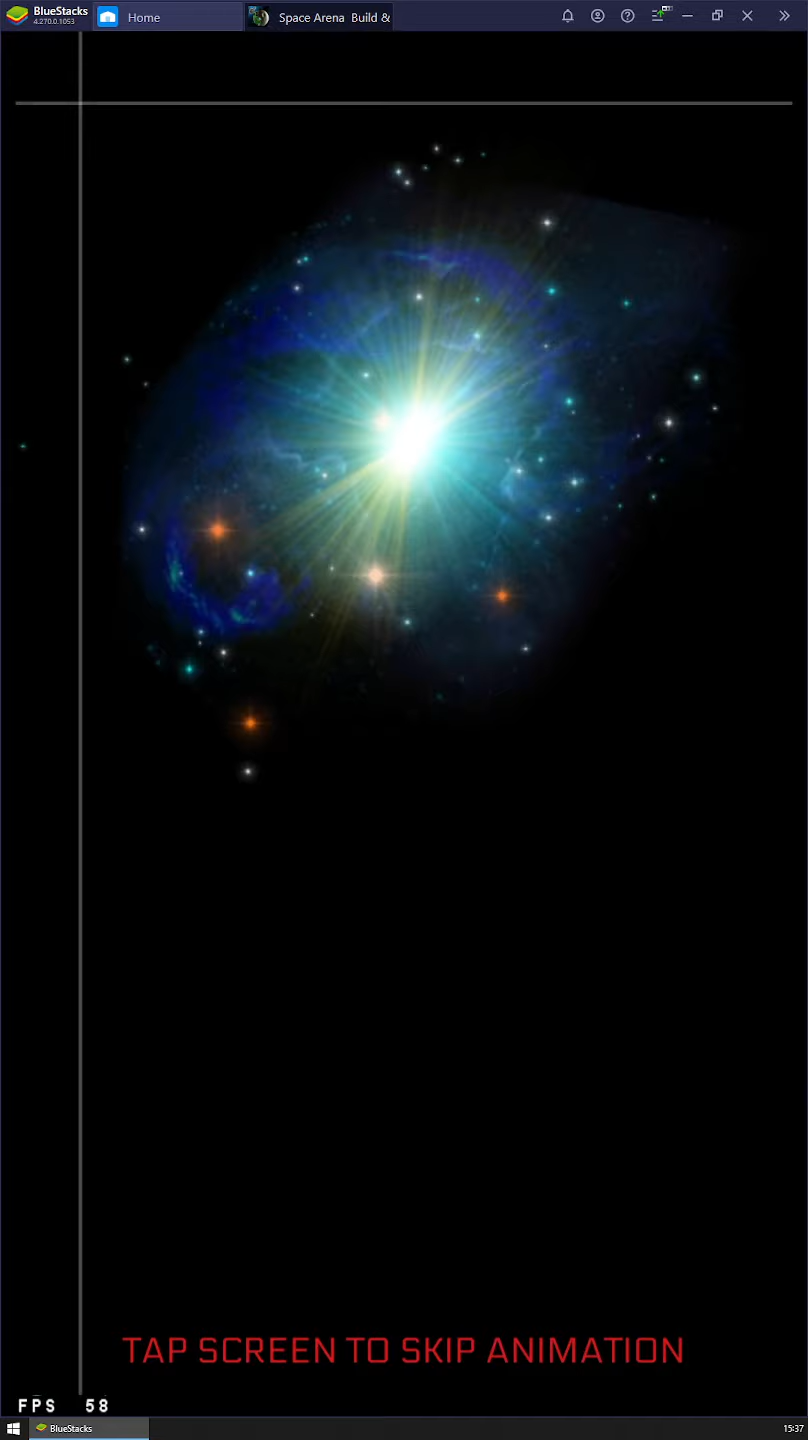 BlueStacks
4.270.0.1053
Home
Space Arena Build &
TAP SCREEN TO SKIP ANIMATION
FPS 58
BlueStacks
15:37